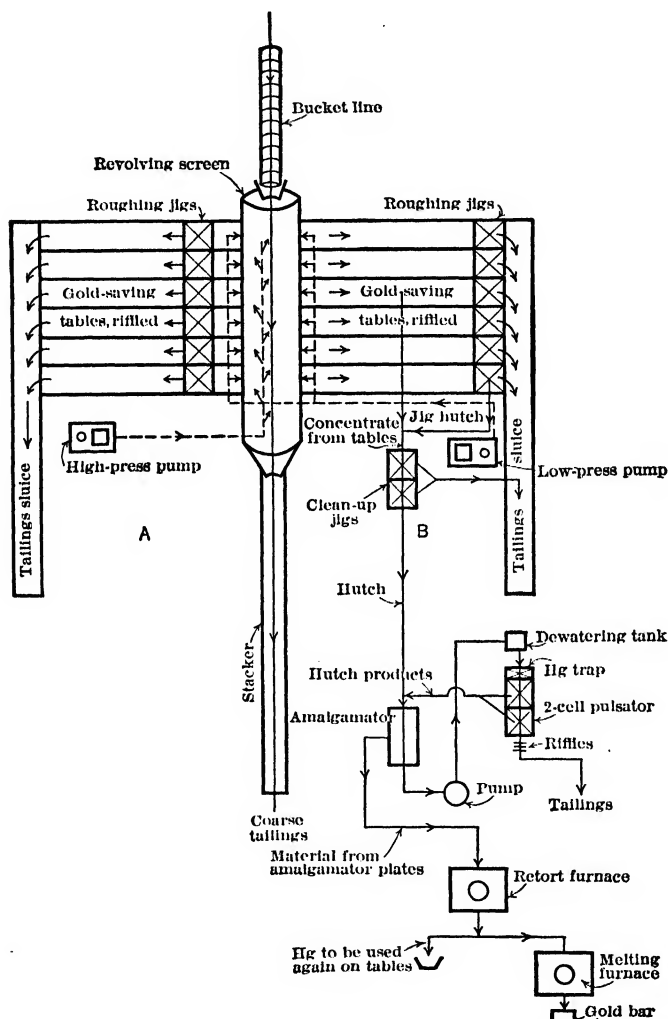 Bucket line
Revolving screen
Roughing jigs
Roughing jigs
Gold-saving
tables, riffled
Gold-saving
tables, riffled
Jig hutch
Concentrate
from tables
High-press pump
Low-press pump
Clean-up
jigs
A
B
Tailings sluice
Tailings
sluice
Hutch
Stacker
Dewatering tank
Hg trap
Hutch products
2-cell pulsator
Amalgamator
Riffles
Pump
Tailings
Coarse
tailings
Material from
amalgamator plates
Retort furnace
Hg to be used
again on tables
Melting
furnace
Gold bar